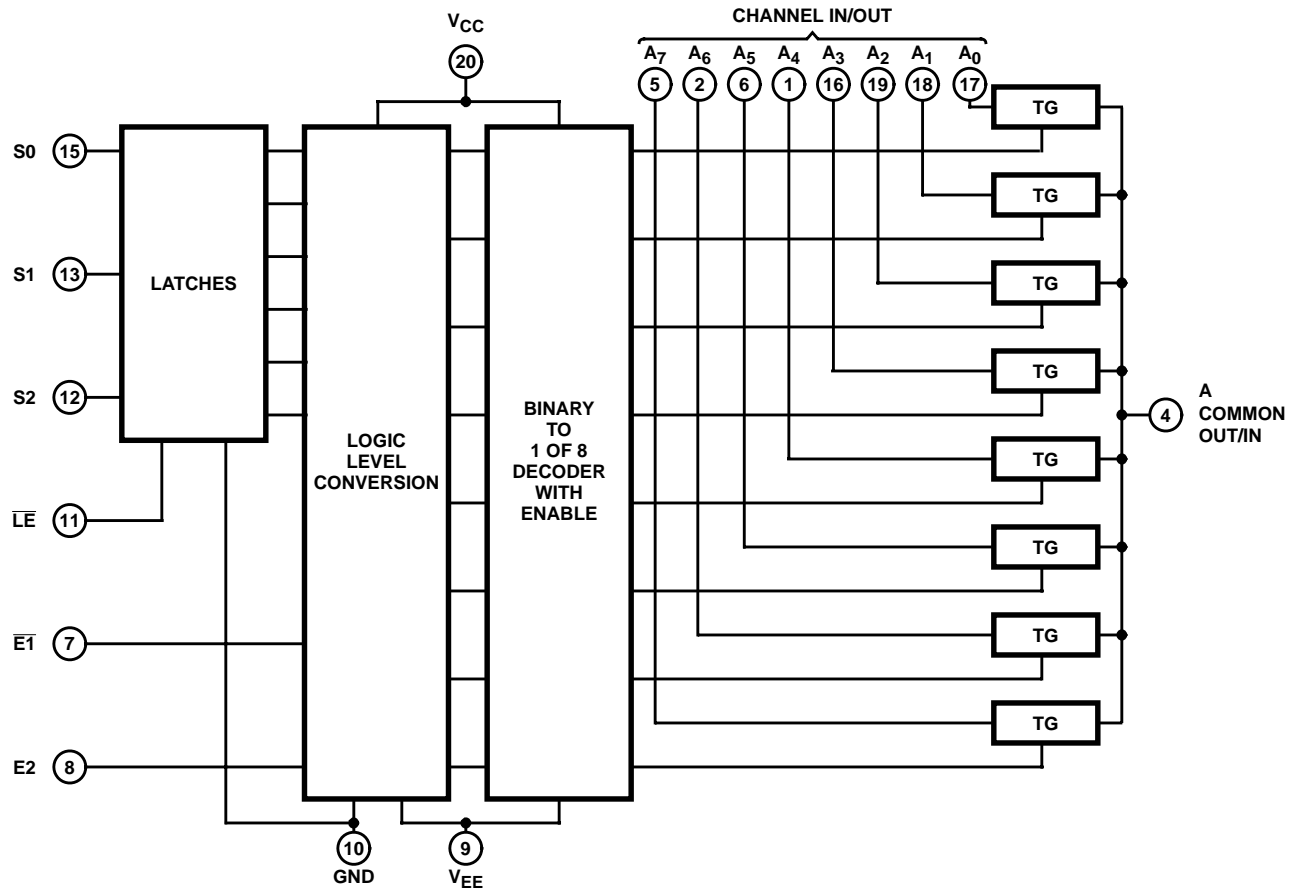 CHANNEL IN/OUT
VCC
A7 A6 A5 A4 A3 A2 A1 A0
20
5 2 6 1 16 19 18 17
TG
S0 15
TG
TG
S1 13
LATCHES
TG
S2 12
BINARY
TO
1 OF 8
DECODER
WITH
ENABLE
LOGIC
LEVEL
CONVERSION
4
A
COMMON
OUT/IN
TG
LE 11
TG
E1 7
TG
TG
E2 8
10
GND
9
VEE